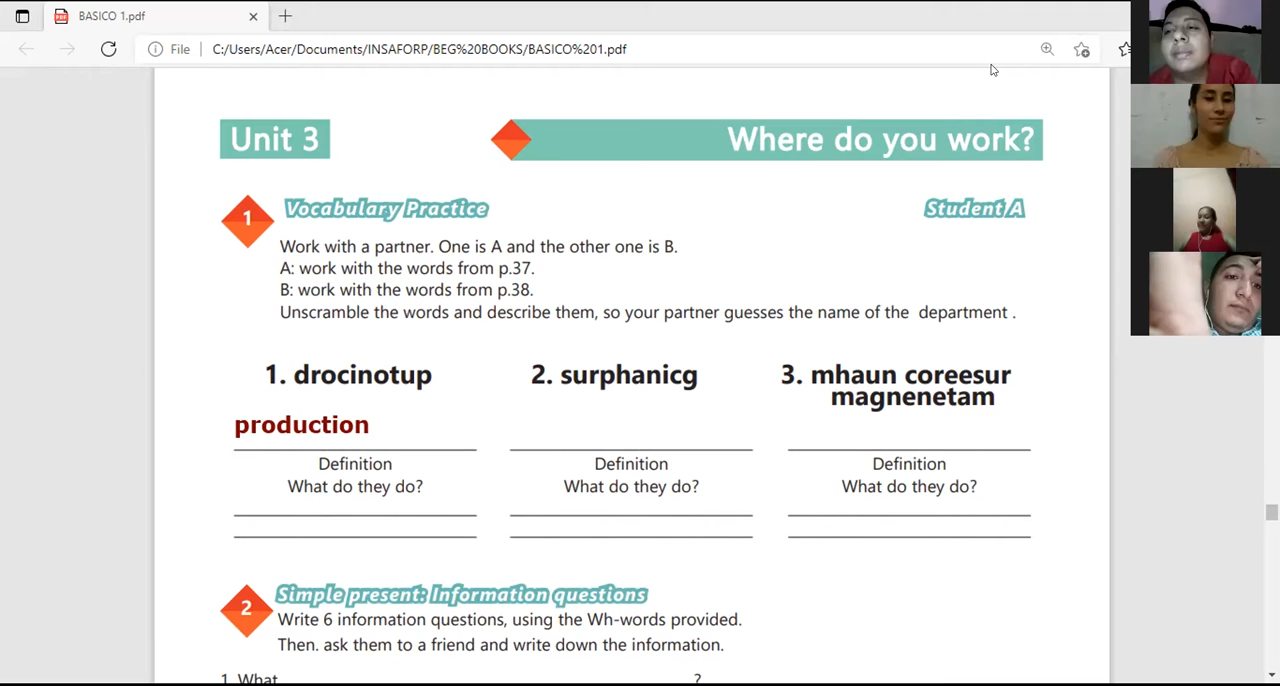 BASICO 1.pdf
File C:/Users/Acer/Documents/INSAFORP/BEG%20BOOKS/BASICO%201.pdf
Unit 3
Where do you work?
1 Vocabulary Practice
Student A
Work with a partner. One is A and the other one is B.
A: work with the words from p.37.
B: work with the words from p.38.
Unscramble the words and describe them, so your partner guesses the name of the department .
1. drocinotup
2. surphanicg
3. mhaun coreesur
magnenetam
production
Definition
What do they do?
Definition
What do they do?
Definition
What do they do?
2 Simple present: Information questions
Write 6 information questions, using the Wh-words provided.
Then. ask them to a friend and write down the information.
1. What ?